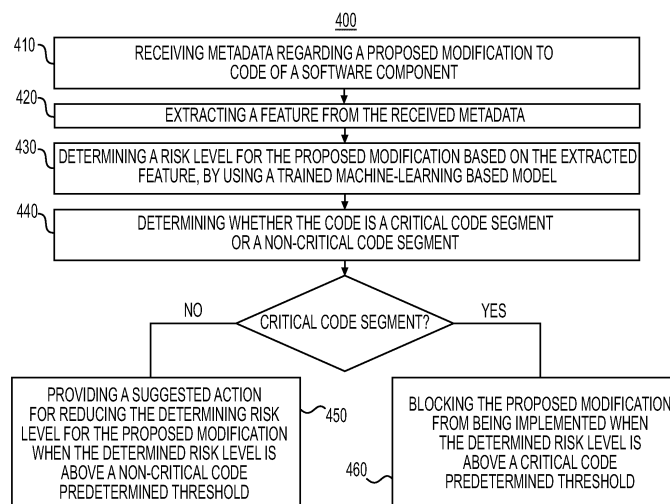 400
410
RECEIVING METADATA REGARDING A PROPOSED MODIFICATION TO
CODE OF A SOFTWARE COMPONENT
420
EXTRACTING A FEATURE FROM THE RECEIVED METADATA
430
DETERMINING A RISK LEVEL FOR THE PROPOSED MODIFICATION BASED ON THE EXTRACTED
FEATURE, BY USING A TRAINED MACHINE-LEARNING BASED MODEL
440
DETERMINING WHETHER THE CODE IS A CRITICAL CODE SEGMENT
OR A NON-CRITICAL CODE SEGMENT
CRITICAL CODE SEGMENT?
NO
YES
PROVIDING A SUGGESTED ACTION
FOR REDUCING THE DETERMINING RISK
LEVEL FOR THE PROPOSED MODIFICATION
WHEN THE DETERMINED RISK LEVEL IS
ABOVE A NON-CRITICAL CODE
PREDETERMINED THRESHOLD
450
BLOCKING THE PROPOSED MODIFICATION
FROM BEING IMPLEMENTED WHEN
THE DETERMINED RISK LEVEL IS
ABOVE A CRITICAL CODE
PREDETERMINED THRESHOLD
460